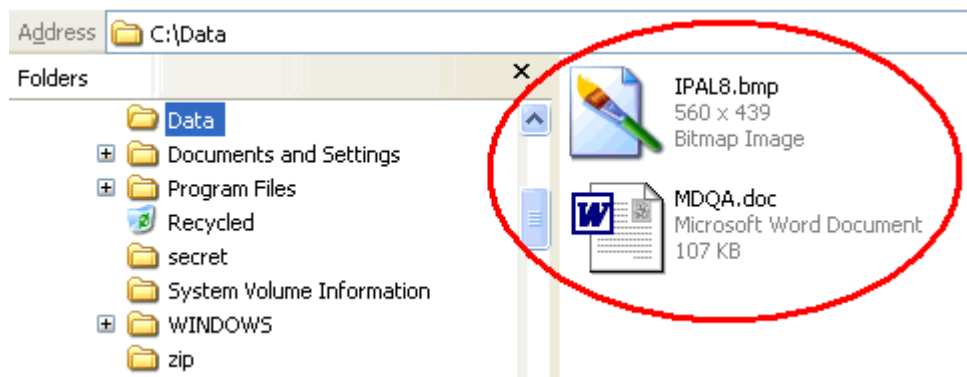 Address C:\Data
Folders
Data
Documents and Settings
Program Files
Recycled
secret
System Volume Information
WINDOWS
zip
IPAL8.bmp
560 x 439
Bitmap Image
MDQA.doc
Microsoft Word Document
107 KB